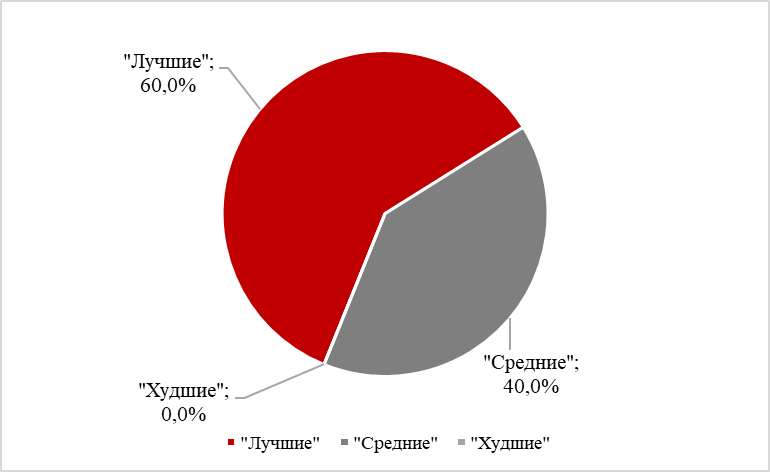 "Лучшие";
60,0%
"Средние";
40,0%
"Худшие";
0,0%
"Лучшие" "Средние" "Худшие"